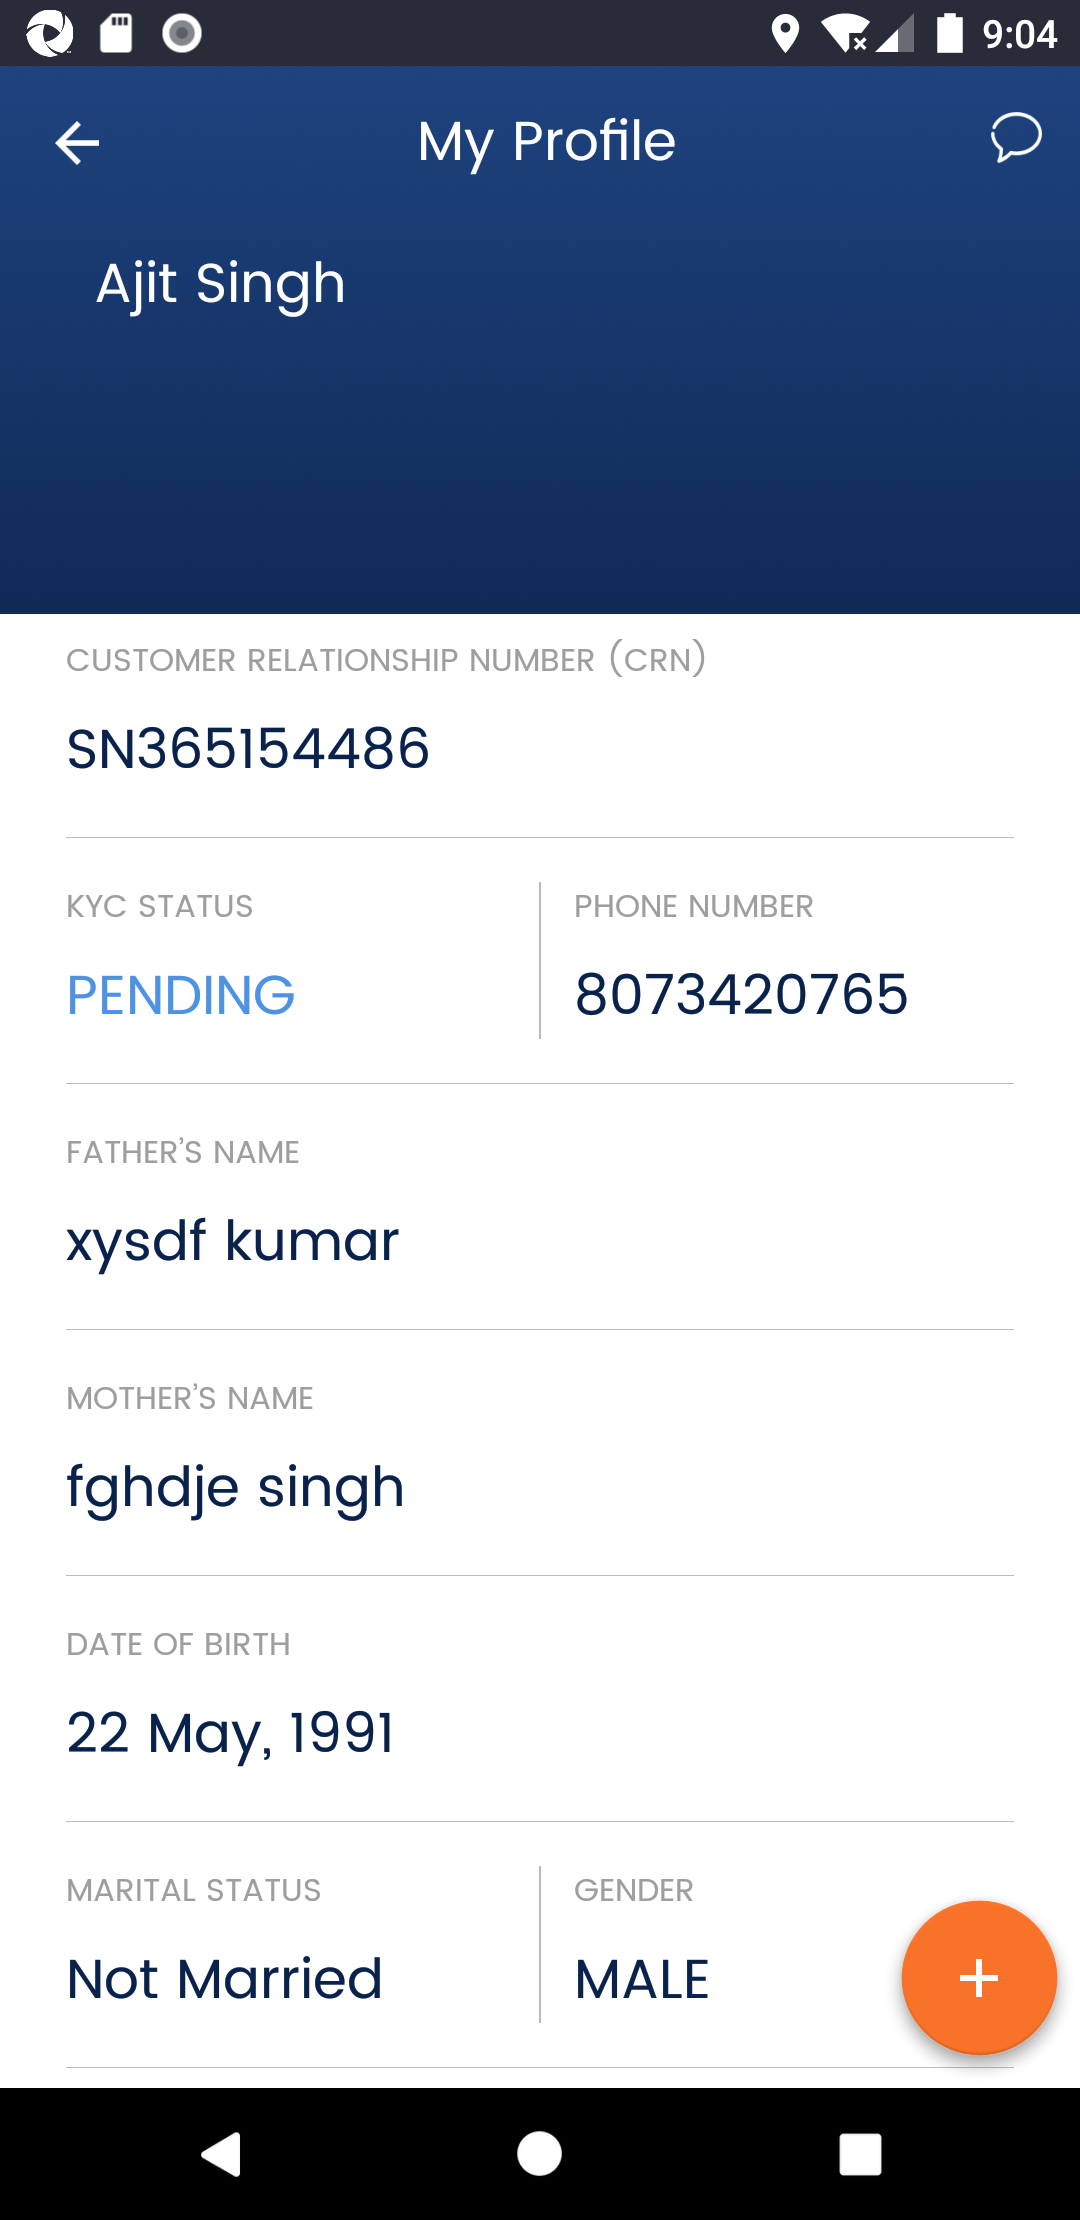 9:04
My Profile
Ajit Singh
CUSTOMER RELATIONSHIP NUMBER (CRN)
SN365154486
KYC STATUS
PHONE NUMBER
PENDING
8073420765
FATHER'S NAME
xysdf kumar
MOTHER'S NAME
fghdje singh
DATE OF BIRTH
22 May, 1991
MARITAL STATUS
GENDER
Not Married
MALE